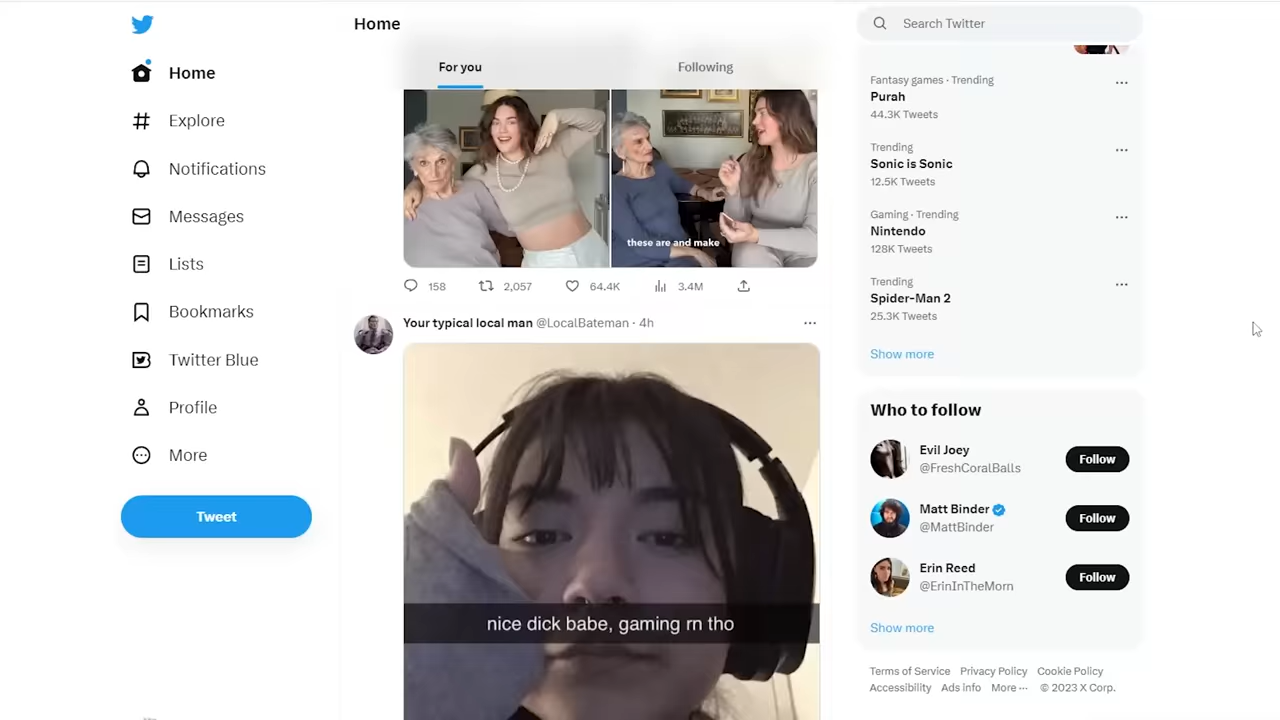 Home
Explore
Notifications
Messages
Lists
Bookmarks
Twitter Blue
Profile
More
Tweet
Home
For you
Following
these are and make
158 2,057 64.4K 3.4M
Your typical local man @LocalBateman · 4h
nice dick babe, gaming rn tho
Search Twitter
Fantasy games · Trending
Purah
44.3K Tweets
Trending
Sonic is Sonic
12.5K Tweets
Gaming · Trending
Nintendo
128K Tweets
Trending
Spider-Man 2
25.3K Tweets
Show more
Who to follow
Evil Joey
@FreshCoralBalls
Follow
Matt Binder
@MattBinder
Follow
Erin Reed
@ErinInTheMorn
Follow
Show more
Terms of Service Privacy Policy Cookie Policy
Accessibility Ads info More ··· © 2023 X Corp.